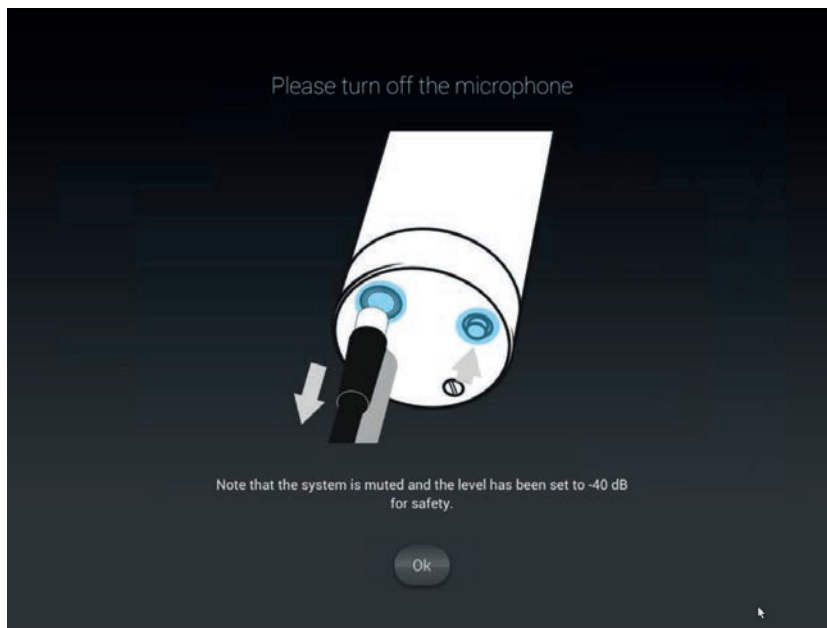 Please turn off the microphone
Note that the system is muted and the level has been set to -40 dB
for safety.
Ok